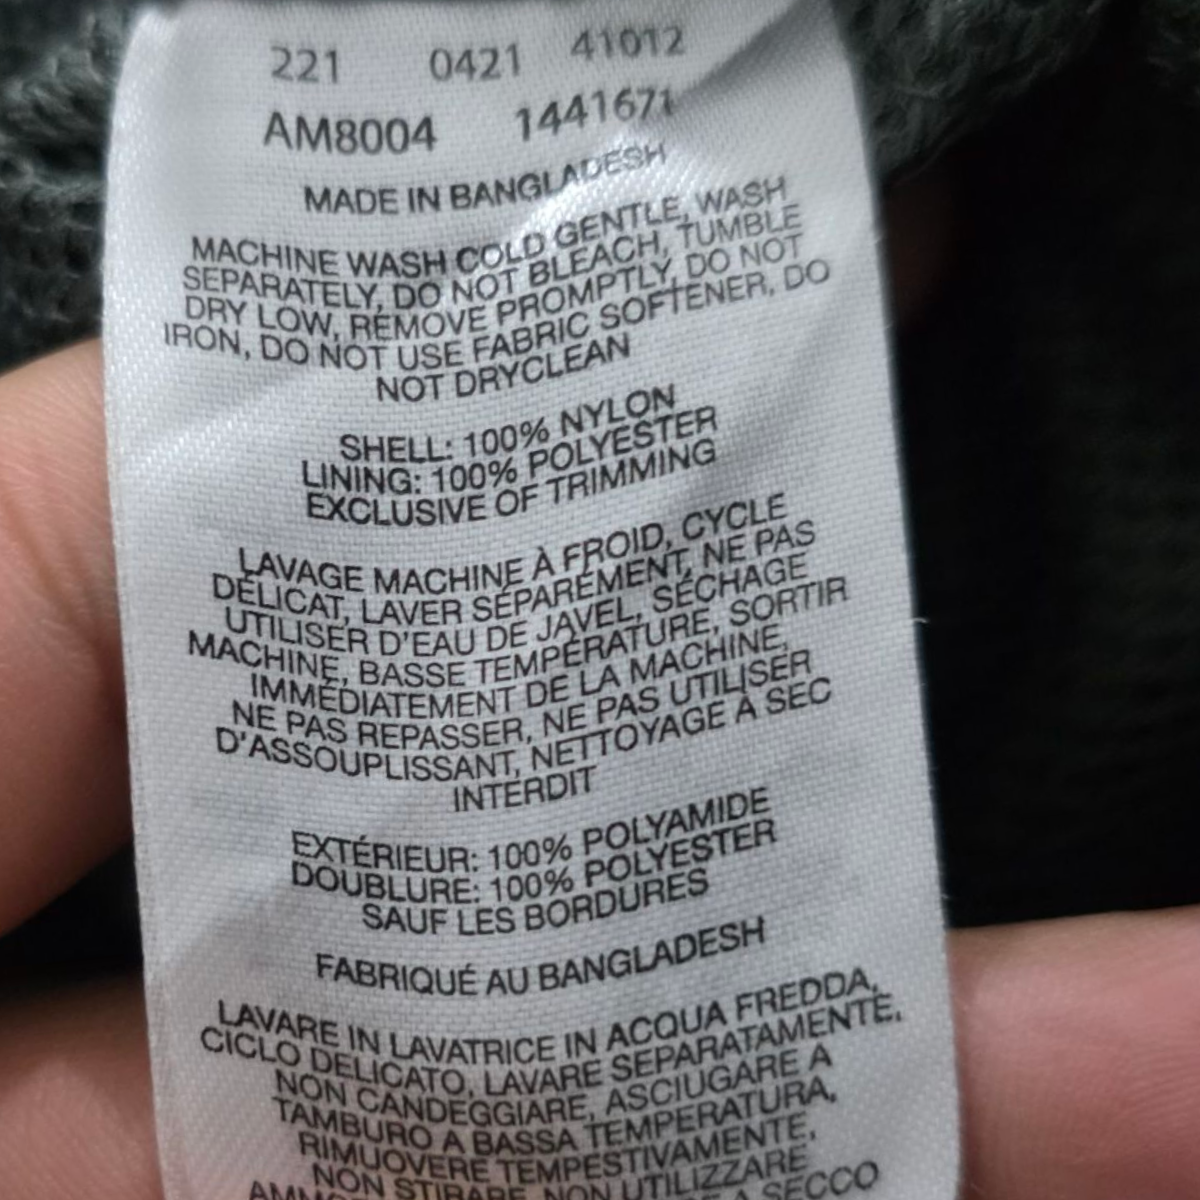 221 0421 41012
AM8004 1441671
MADE IN BANGLADESH
MACHINE WASH COLD GENTLE, WASH
SEPARATELY, DO NOT BLEACH, TUMBLE
DRY LOW, REMOVE PROMPTLY, DO NOT
IRON, DO NOT USE FABRIC SOFTENER, DO
NOT DRYCLEAN
SHELL: 100% NYLON
LINING: 100% POLYESTER
EXCLUSIVE OF TRIMMING
LAVAGE MACHINE À FROID, CYCLE
DÉLICAT, LAVER SÉPARÉMENT, NE PAS
UTILISER D'EAU DE JAVEL, SÉCHAGE
MACHINE, BASSE TEMPÉRATURE, SORTIR
IMMÉDIATEMENT DE LA MACHINE,
NE PAS REPASSER, NE PAS UTILISER
D'ASSOUPLISSANT, NETTOYAGE À SEC
INTERDIT
EXTÉRIEUR: 100% POLYAMIDE
DOUBLURE: 100% POLYESTER
SAUF LES BORDURES
FABRIQUÉ AU BANGLADESH
LAVARE IN LAVATRICE IN ACQUA FREDDA,
CICLO DELICATO, LAVARE SEPARATAMENTE,
NON CANDEGGIARE, ASCIUGARE A
TAMBURO A BASSA TEMPERATURA,
RIMUOVERE TEMPESTIVAMENTE,
NON STIRARE, NON UTILIZZARE
A SECCO